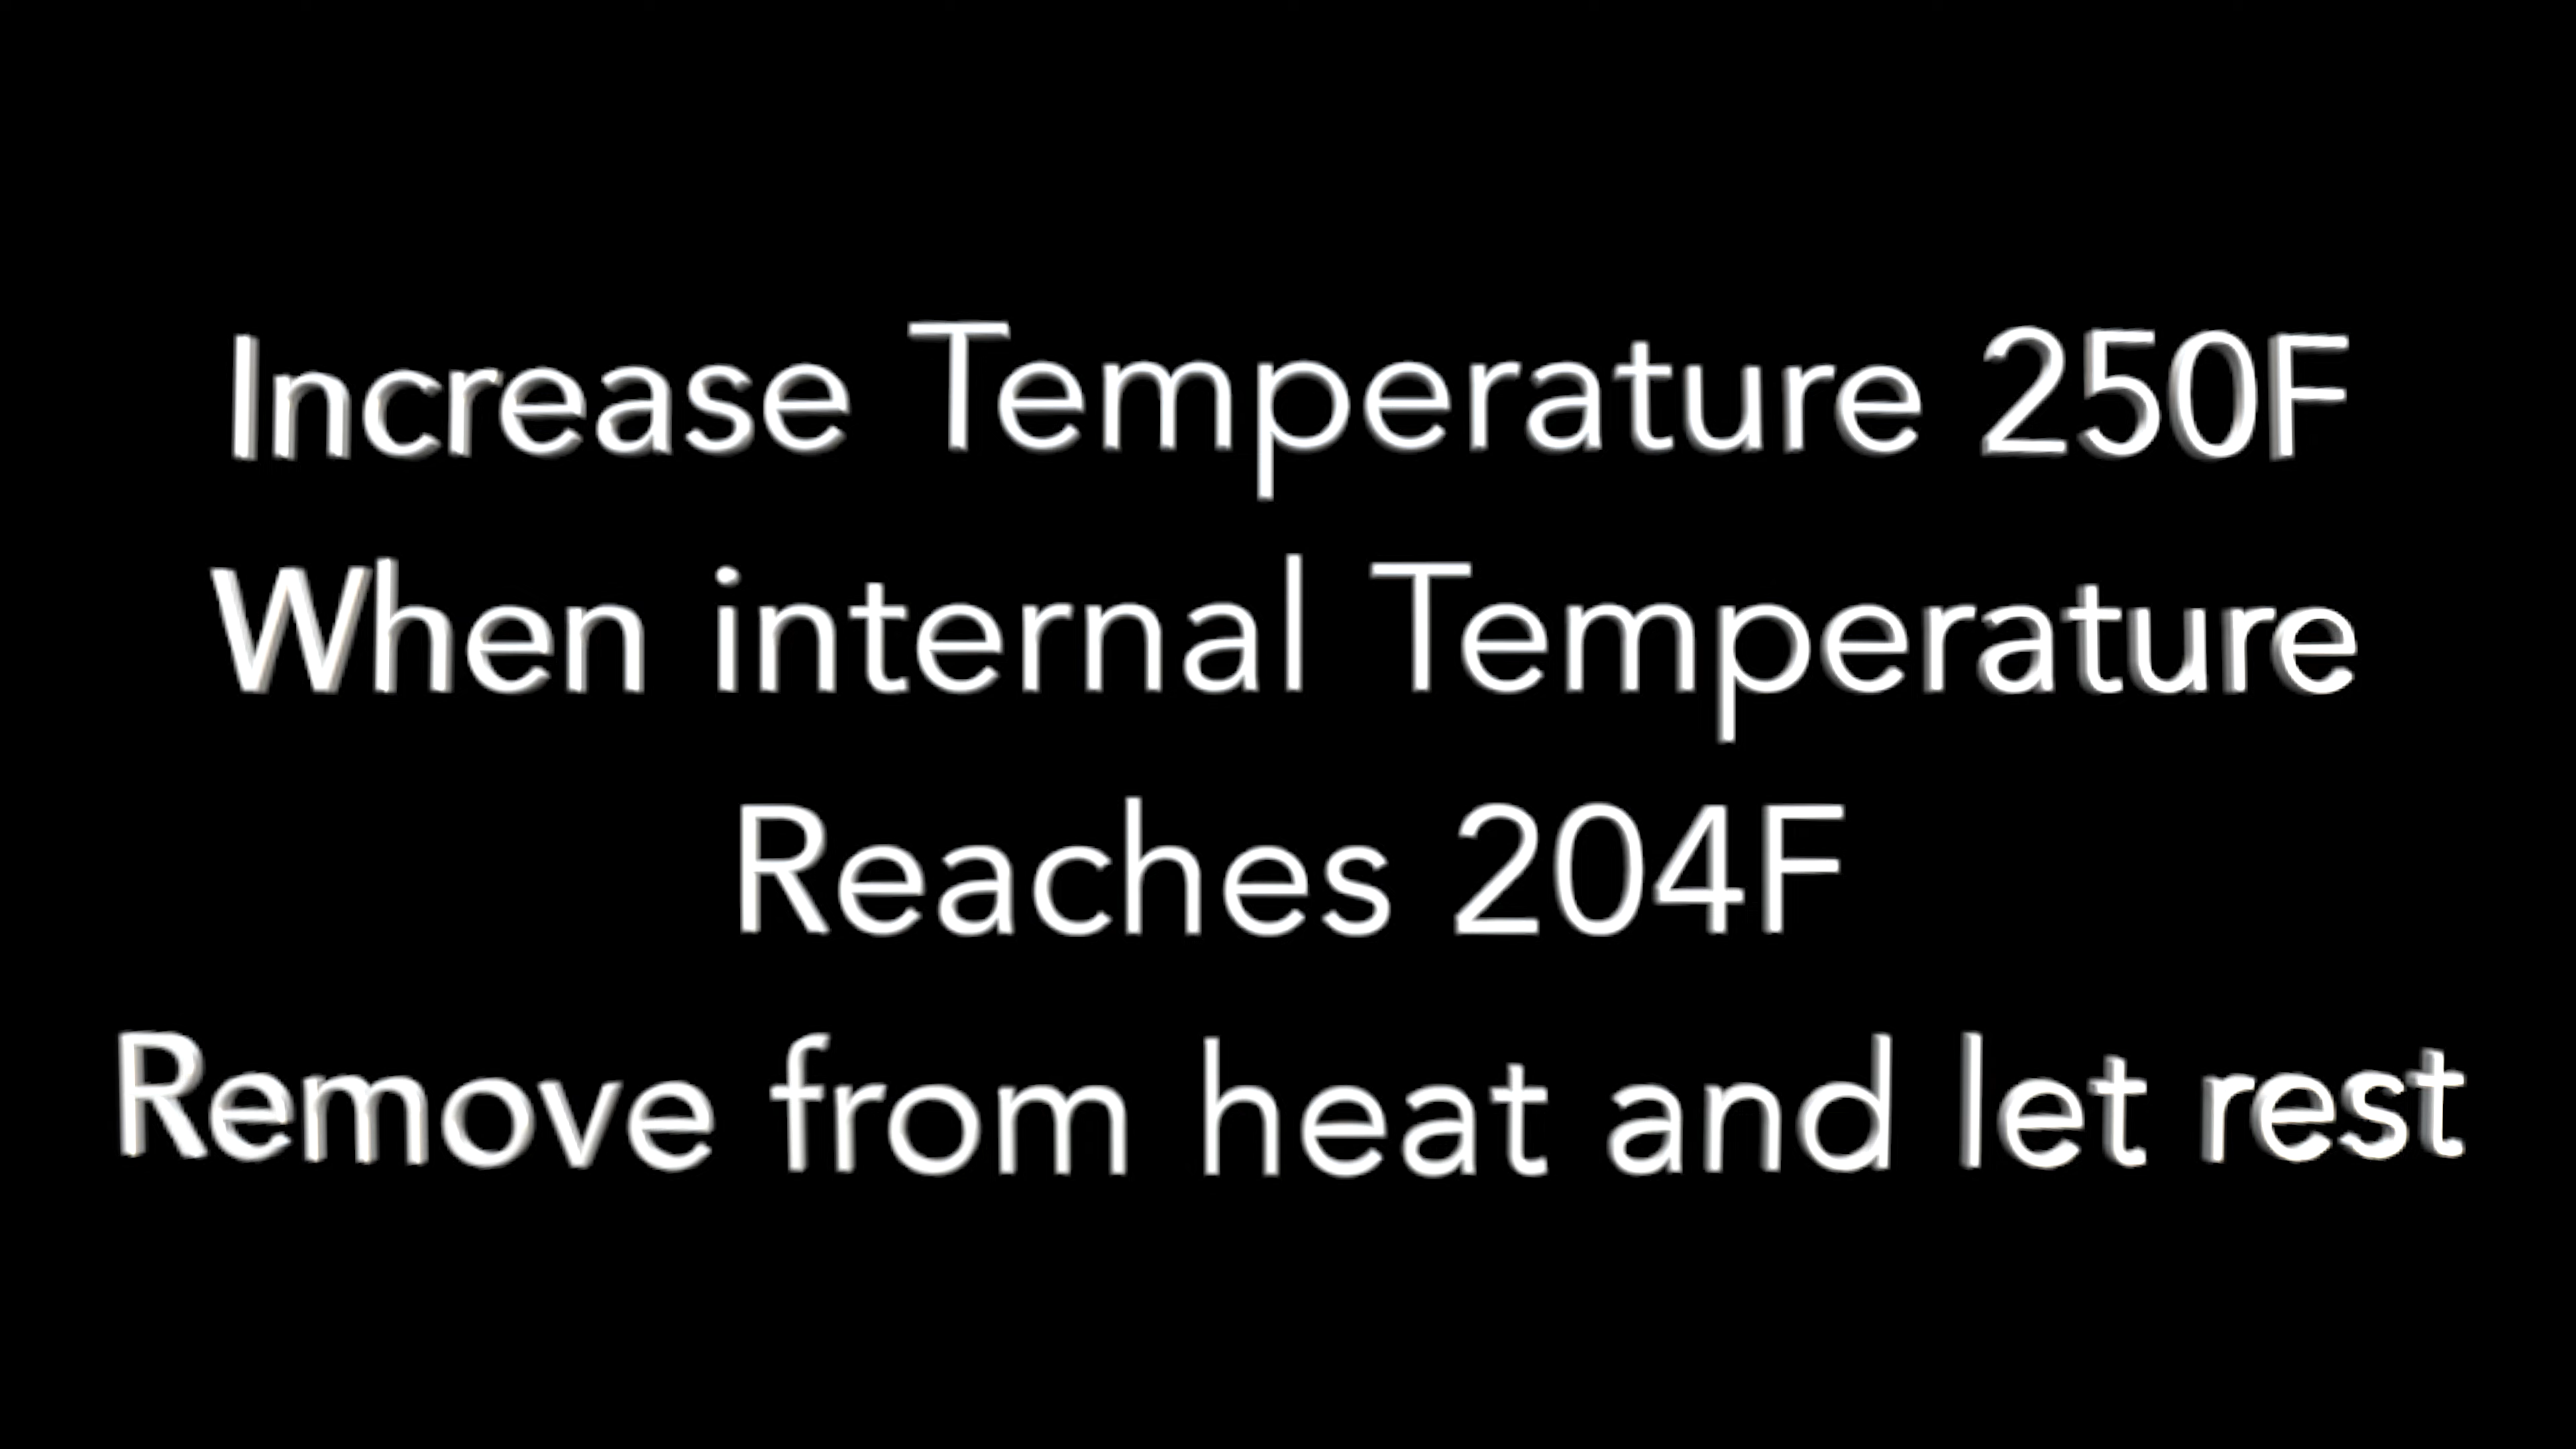 Increase Temperature 250F
When internal Temperature
Reaches 204F
Remove from heat and let rest